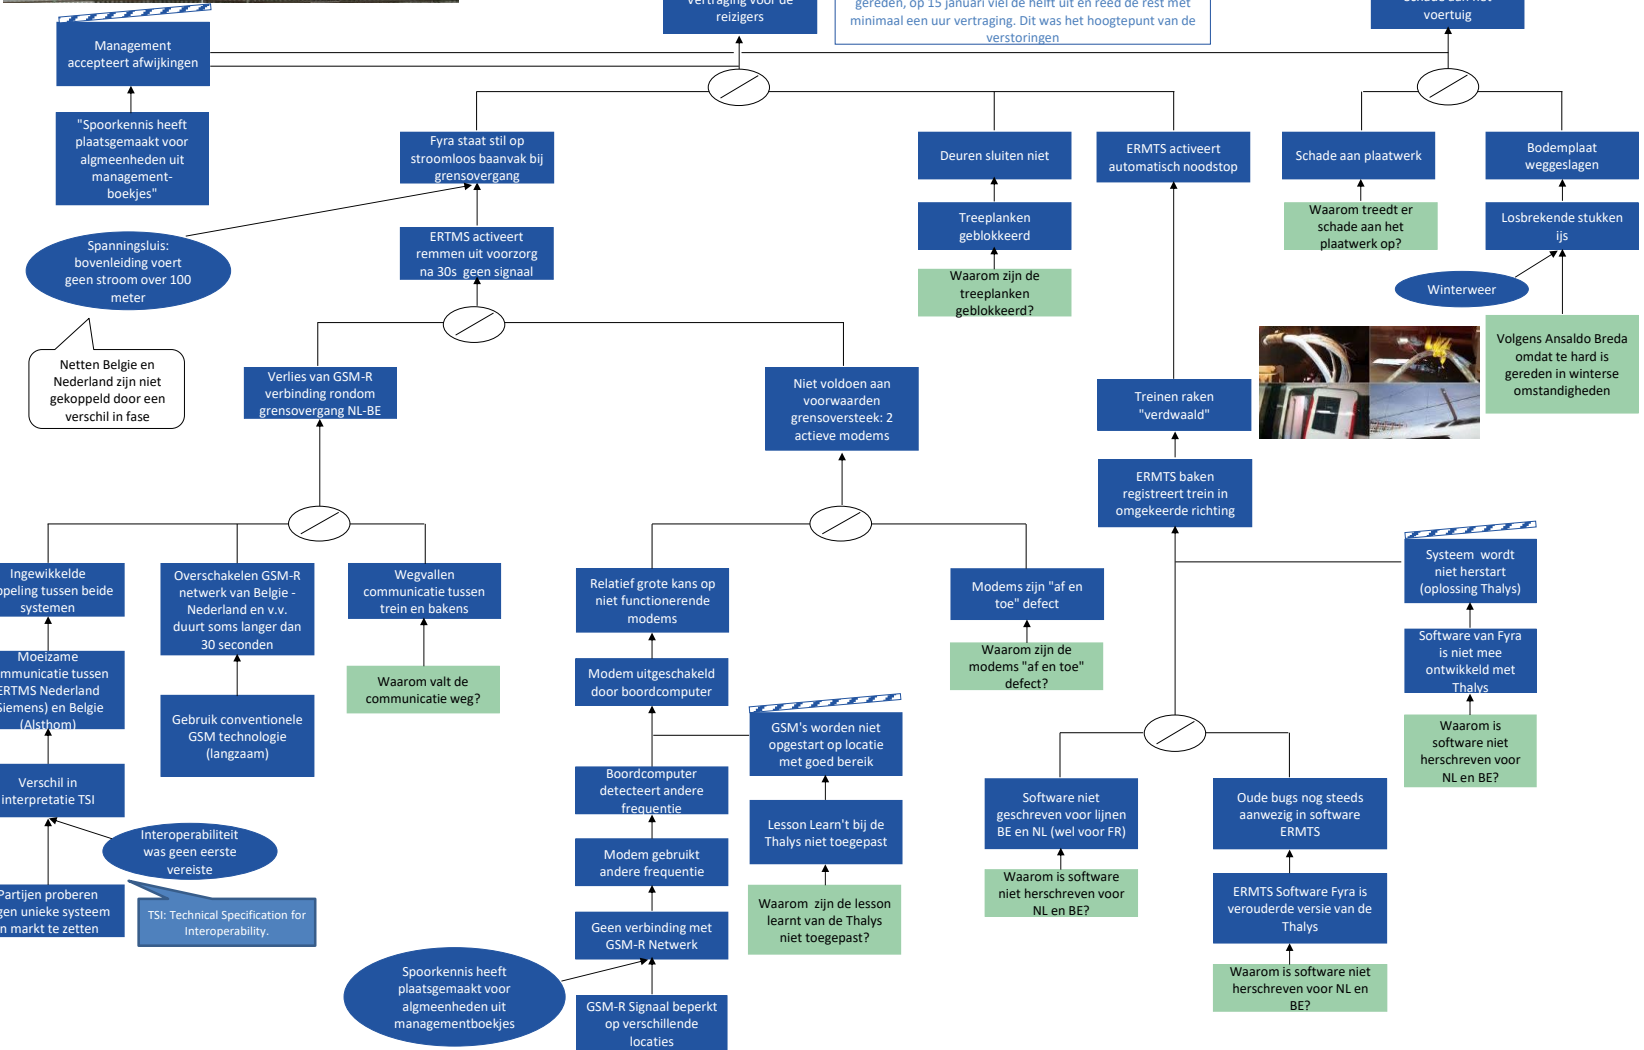 Vertraging voor de
reizigers
gereden, op 15 januari viel de helft uit en reed de rest met
minimaal een uur vertraging. Dit was het hoogtepunt van de
verstoringen
voertuig
Management
accepteert afwijkingen
"Spoorkennis heeft
plaatsgemaakt voor
algmeenheden uit
management-
boekjes"
Fyra staat stil op
stroomloos baanvak bij
grensovergang
Deuren sluiten niet
ERMTS activeert
automatisch noodstop
Schade aan plaatwerk
Bodemplaat
weggeslagen
Spanningsluis:
bovenleiding voert
geen stroom over 100
meter
ERTMS activeert
remmen uit voorzorg
na 30s  geen signaal
Treeplanken
geblokkeerd
Waarom treedt er
schade aan het
plaatwerk op?
Losbrekende stukken
ijs
Waarom zijn de
treeplanken
geblokkeerd?
Winterweer
Netten Belgie en
Nederland zijn niet
gekoppeld door een
verschil in fase
Verlies van GSM-R
verbinding rondom
grensovergang NL-BE
Niet voldoen aan
voorwaarden
grensoversteek: 2
actieve modems
Treinen raken
"verdwaald"
Volgens Ansaldo Breda
omdat te hard is
gereden in winterse
omstandigheden
ERMTS baken
registreert trein in
omgekeerde richting
Ingewikkelde
ppeling tussen beide
systemen
Overschakelen GSM-R
netwerk van Belgie -
Nederland en v.v.
duurt soms langer dan
30 seconden
Wegvallen
communicatie tussen
trein en bakens
Relatief grote kans op
niet functionerende
modems
Modems zijn "af en
toe" defect
Systeem  wordt
niet herstart
(oplossing Thalys)
Moeizame
mmunicatie tussen
ERTMS Nederland
Siemens) en Belgie
(Alsthom)
Gebruik conventionele
GSM technologie
(langzaam)
Waarom valt de
communicatie weg?
Modem uitgeschakeld
door boordcomputer
Waarom zijn de
modems "af en toe"
defect?
Software van Fyra
is niet mee
ontwikkeld met
Thalys
GSM's worden niet
opgestart op locatie
met goed bereik
Waarom is
software niet
herschreven voor
NL en BE?
Verschil in
interpretatie TSI
Boordcomputer
detecteert andere
frequentie
Lesson Learn't bij de
Thalys niet toegepast
Software niet
geschreven voor lijnen
BE en NL (wel voor FR)
Oude bugs nog steeds
aanwezig in software
ERMTS
Interoperabiliteit
was geen eerste
vereiste
Modem gebruikt
andere frequentie
Waarom is software
niet herschreven voor
NL en BE?
ERMTS Software Fyra is
verouderde versie van de
Thalys
Partijen proberen
gen unieke systeem
n markt te zetten
TSI: Technical Specification for
Interoperability.
Geen verbinding met
GSM-R Netwerk
Waarom  zijn de lesson
learnt van de Thalys
niet toegepast?
Waarom is software niet
herschreven voor NL en
BE?
Spoorkennis heeft
plaatsgemaakt voor
algmeenheden uit
managementboekjes
GSM-R Signaal beperkt
op verschillende
locaties